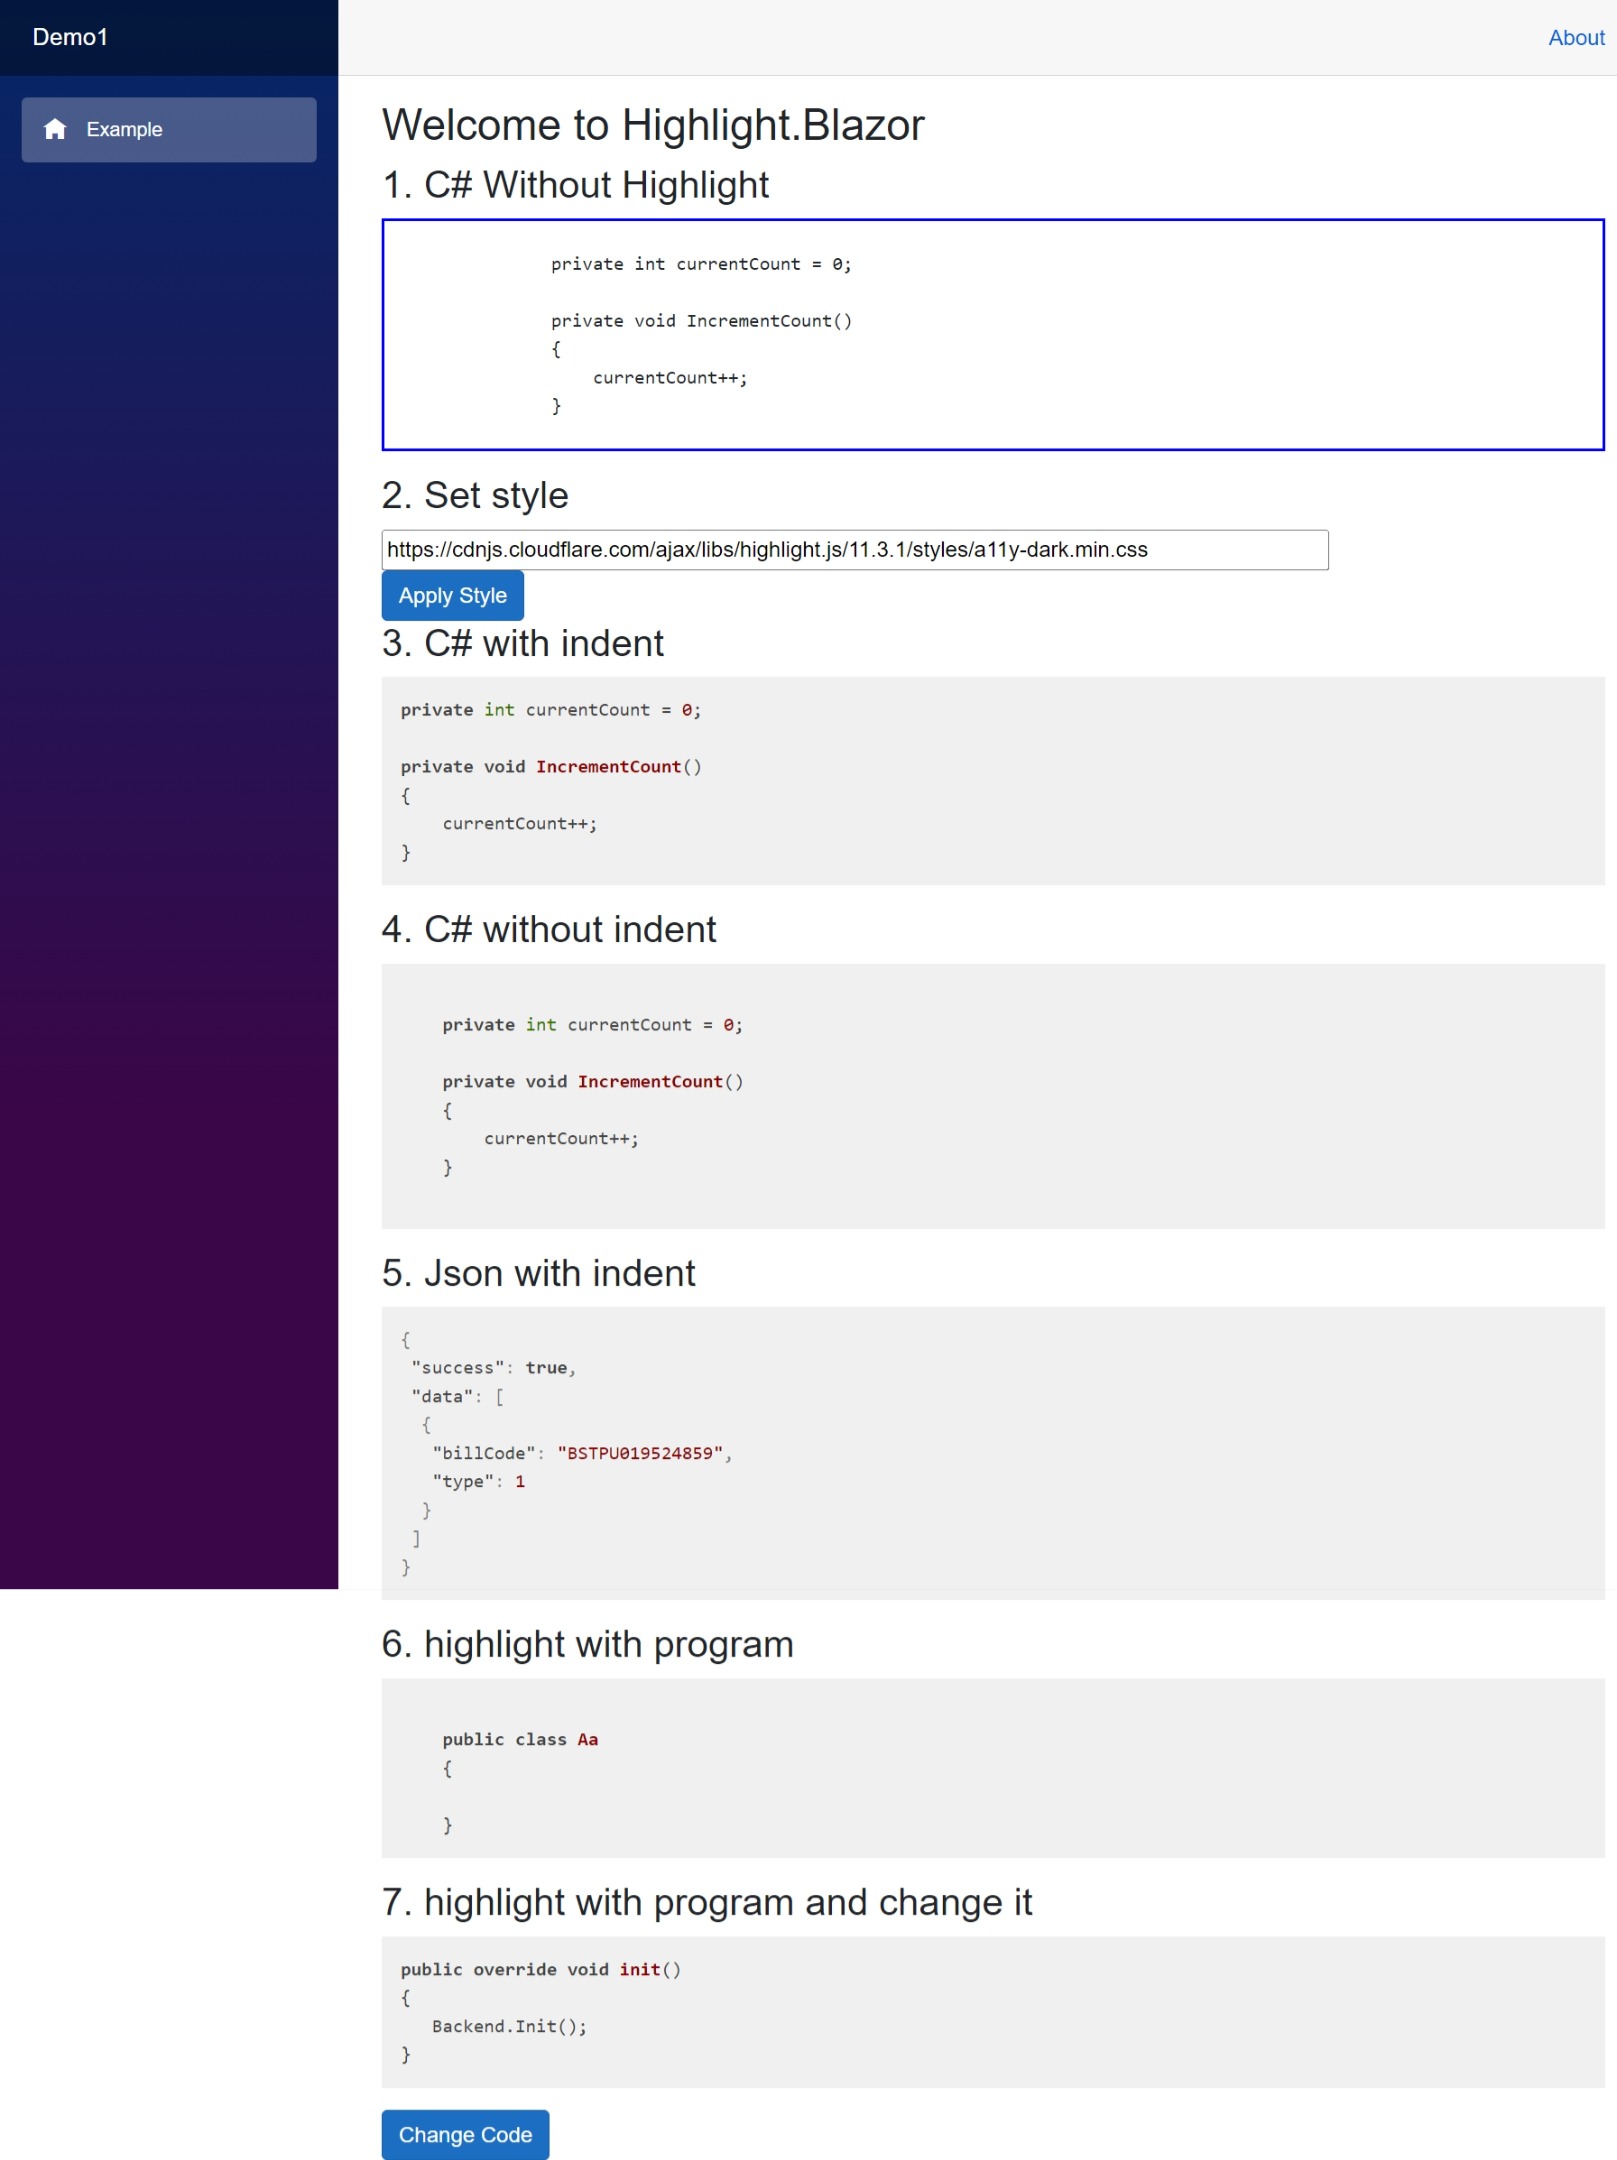 Demo1
About
Example
Welcome to Highlight.Blazor
1. C# Without Highlight
private int currentCount = 0;
private void IncrementCount()
{
currentCount++;
}
2. Set style
https://cdnjs.cloudflare.com/ajax/libs/highlight.js/11.3.1/styles/a11y-dark.min.css
Apply Style
3. C# with indent
private int currentCount = 0;
private void IncrementCount()
{
currentCount++;
}
4. C# without indent
private int currentCount = 0;
private void IncrementCount()
{
currentCount++;
}
5. Json with indent
{
"success": true,
"data": [
{
"billCode": "BSTPU019524859",
"type": 1
}
]
}
6. highlight with program
public class Aa
{
}
7. highlight with program and change it
public override void init()
{
Backend.Init();
}
Change Code